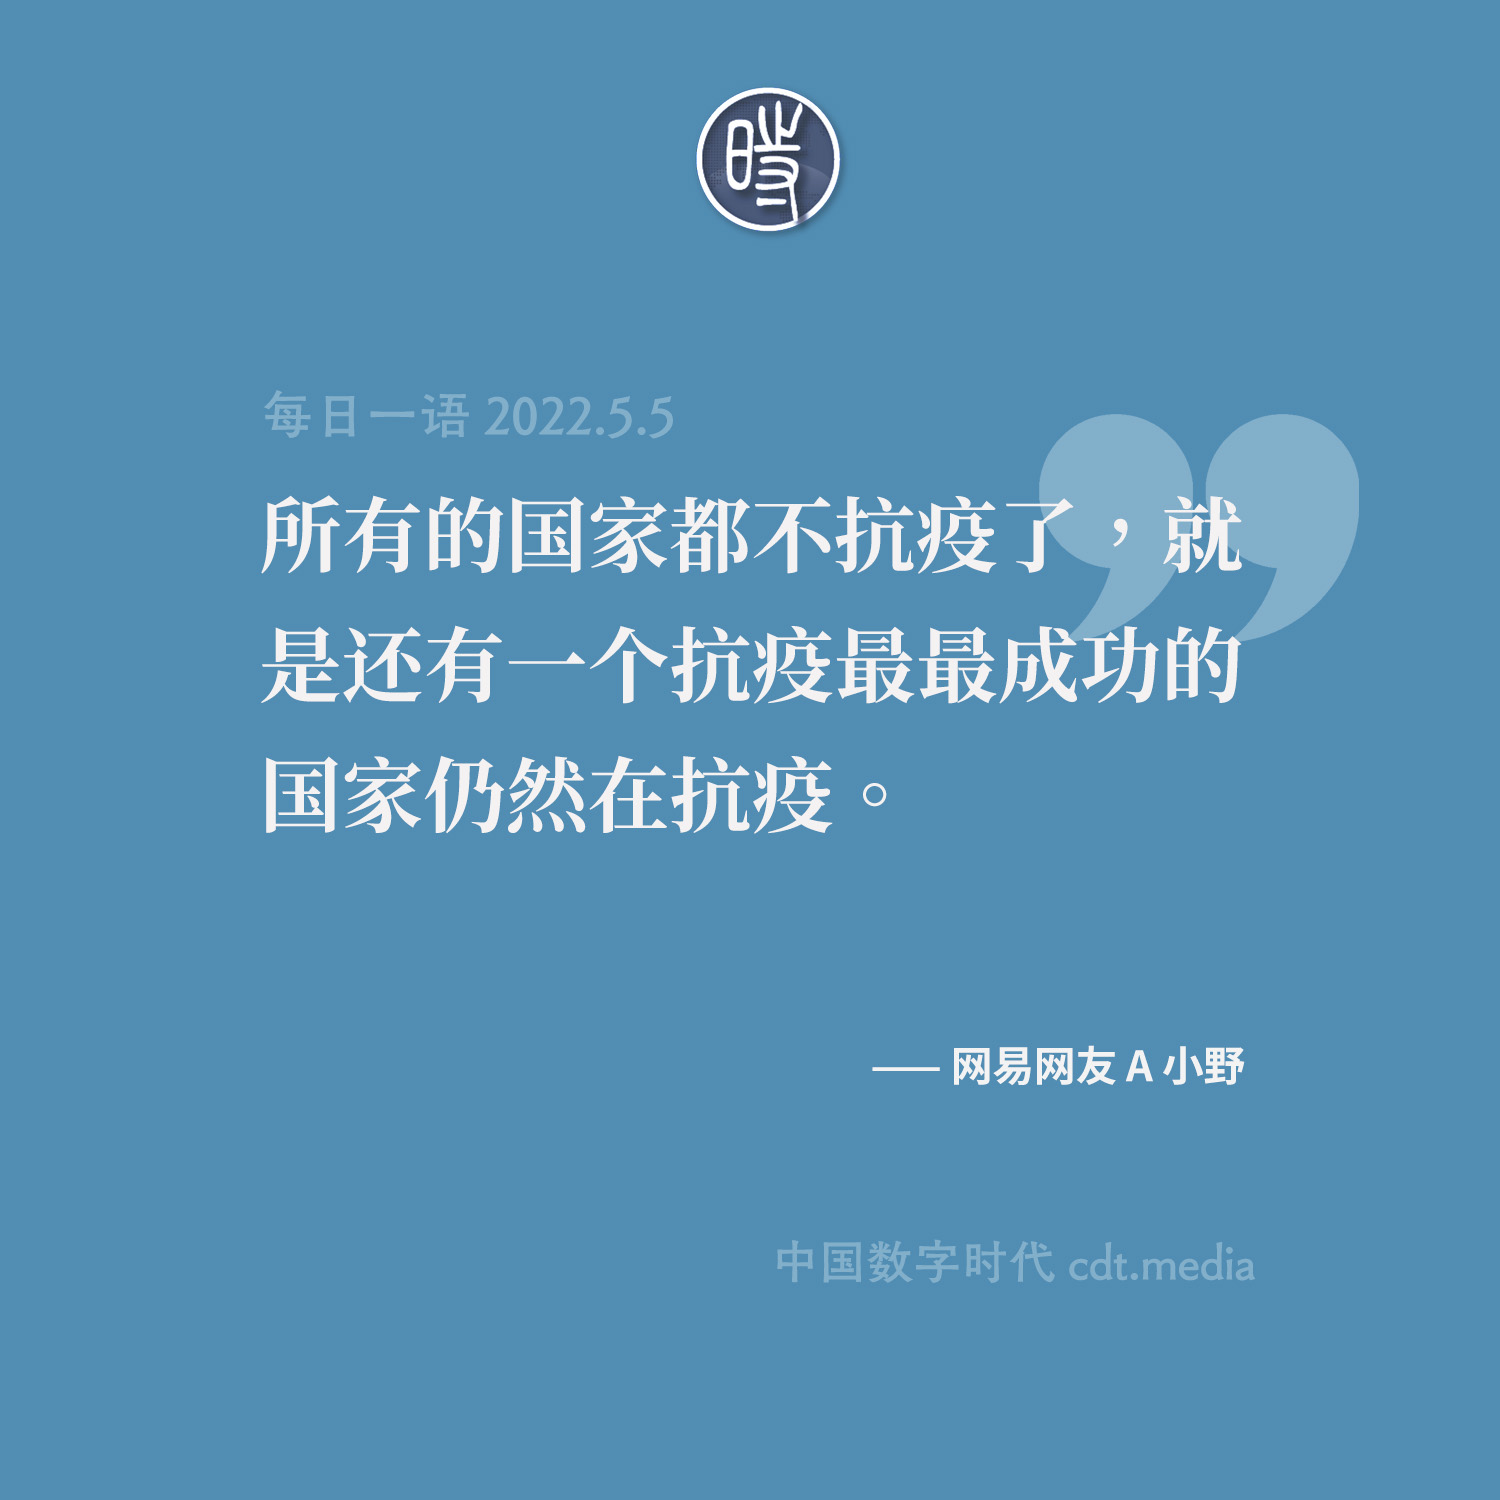 時
每日一语 2022.5.5
所有的国家都不抗疫了，就
是还有一个抗疫最最成功的
国家仍然在抗疫。
—— 网易网友 A 小野
中国数字时代 cdt.media